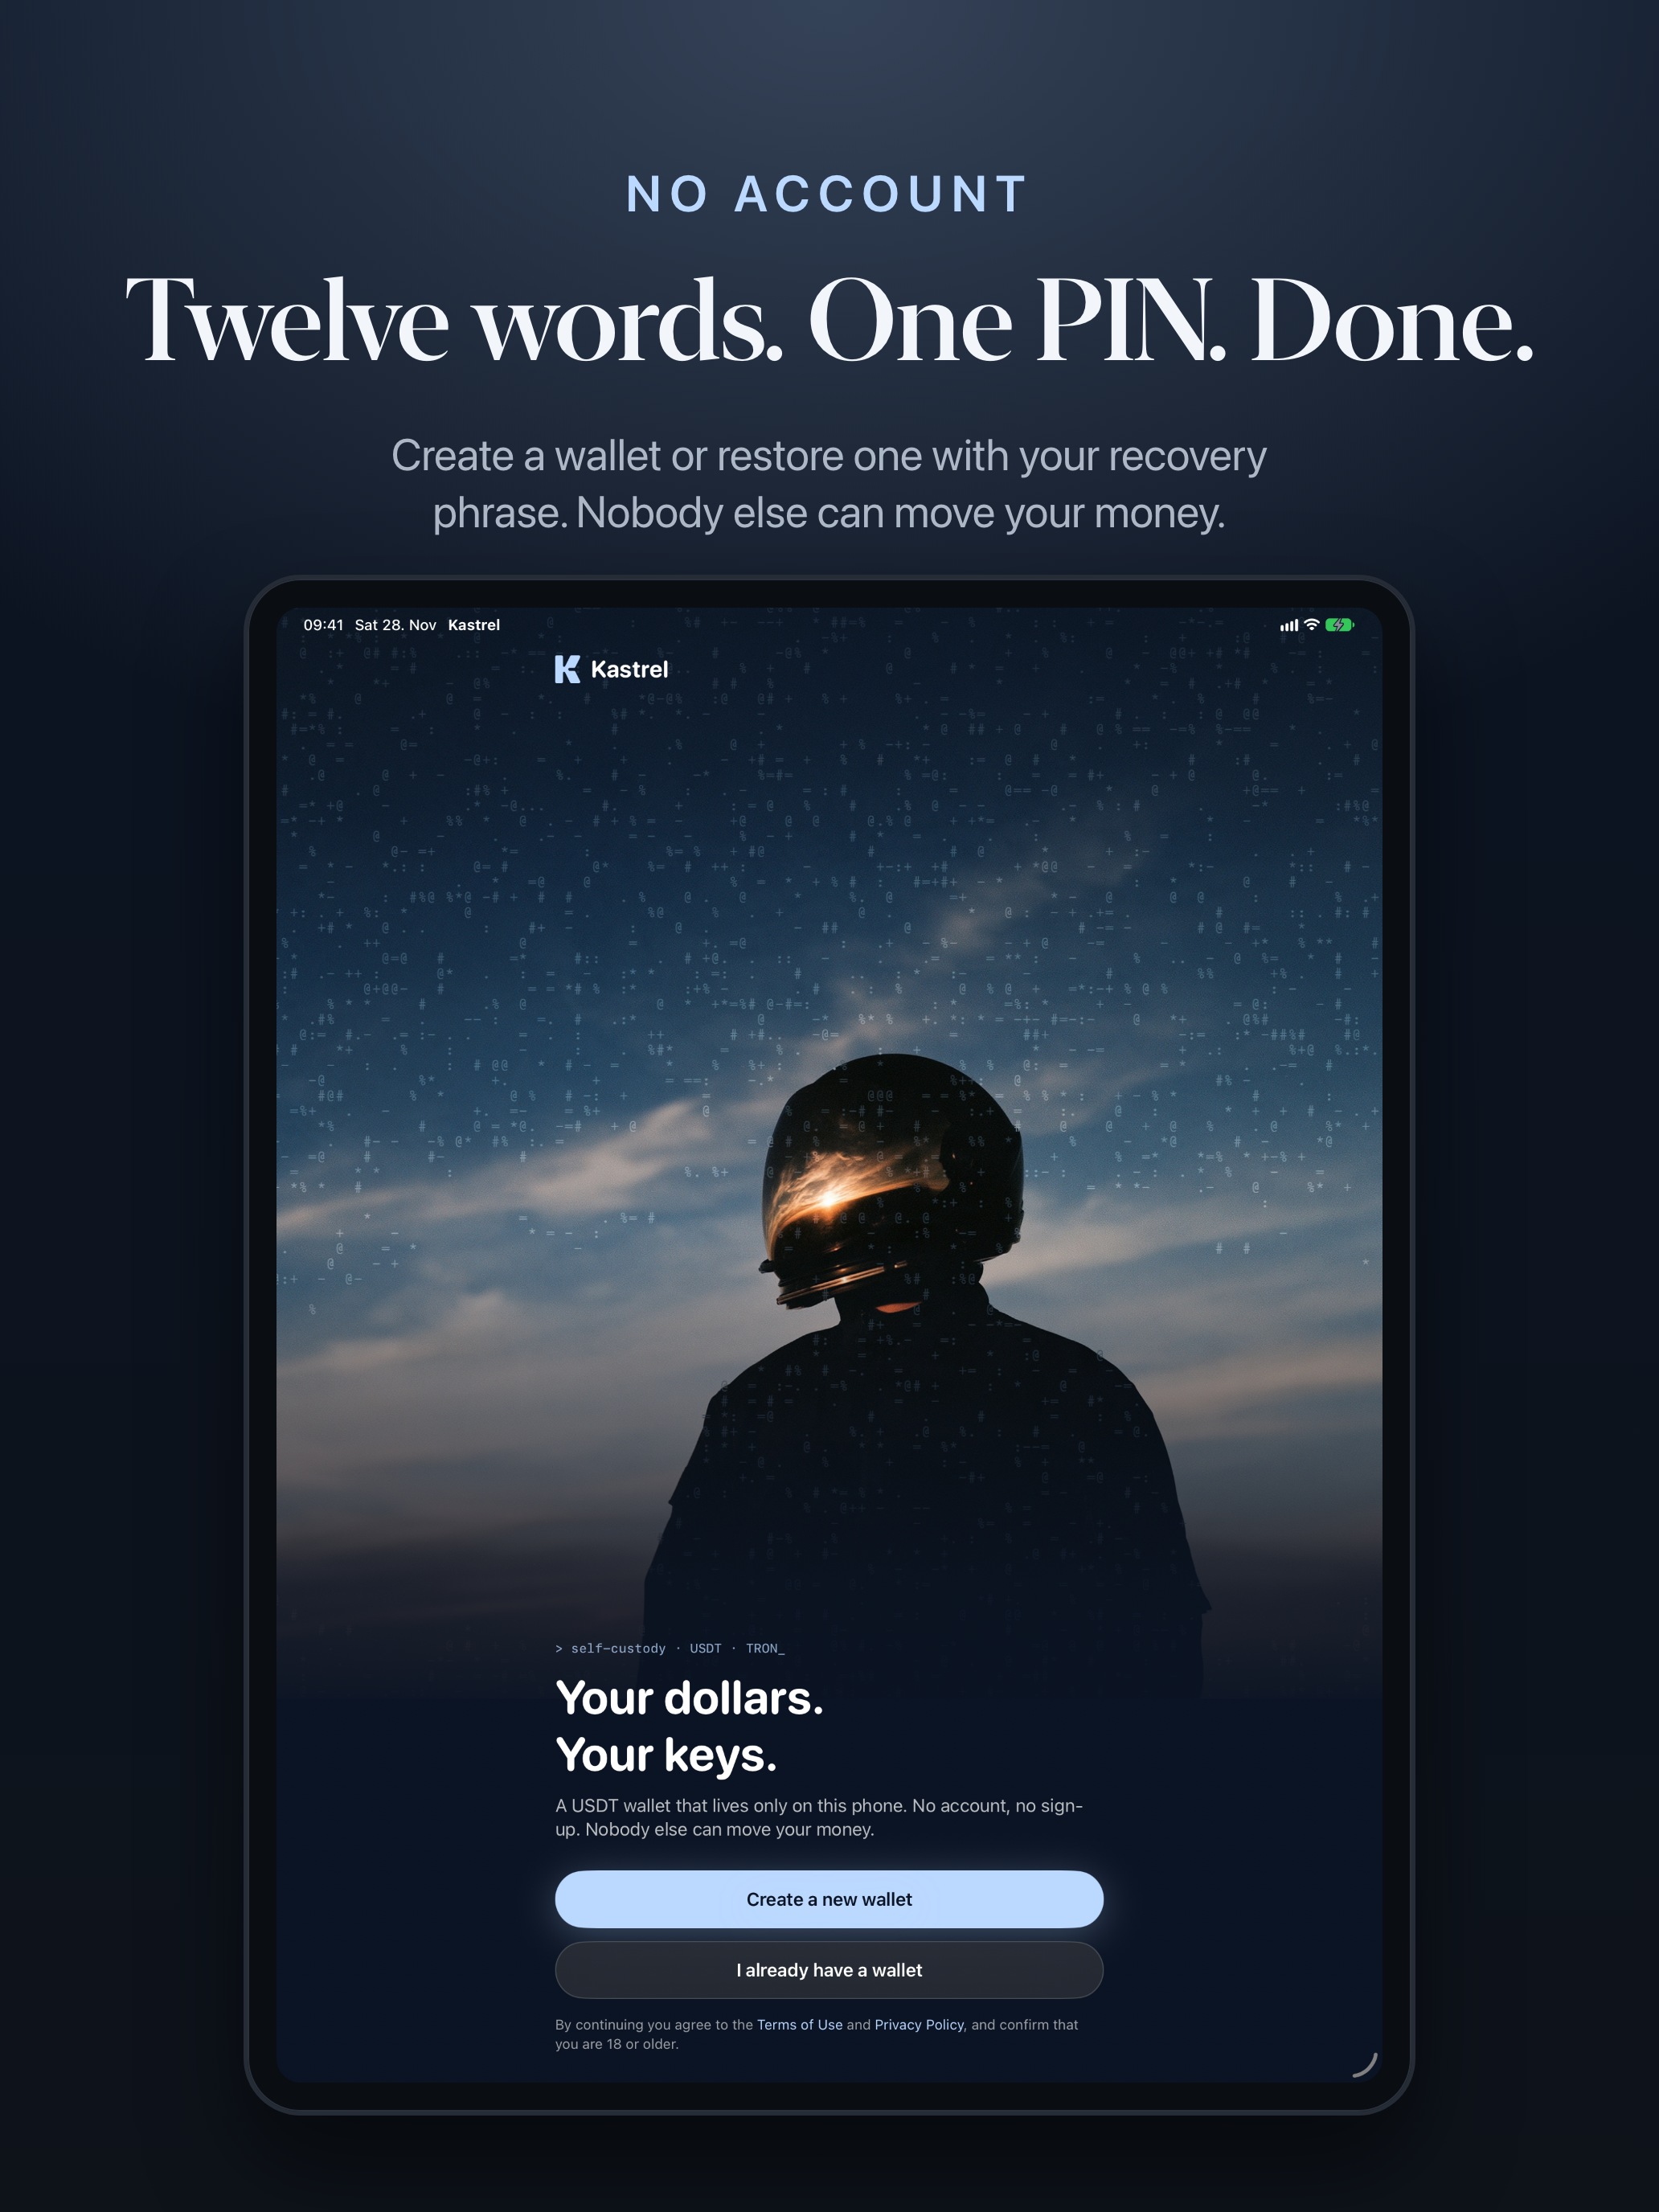 NO ACCOUNT
Twelve words. One PIN. Done.
Create a wallet or restore one with your recovery
phrase. Nobody else can move your money.
09:41 Sat 28. Nov Kastrel
Kastrel
> self-custody · USDT · TRON_
Your dollars.
Your keys.
A USDT wallet that lives only on this phone. No account, no sign-
up. Nobody else can move your money.
Create a new wallet
I already have a wallet
By continuing you agree to the Terms of Use and Privacy Policy, and confirm that
you are 18 or older.